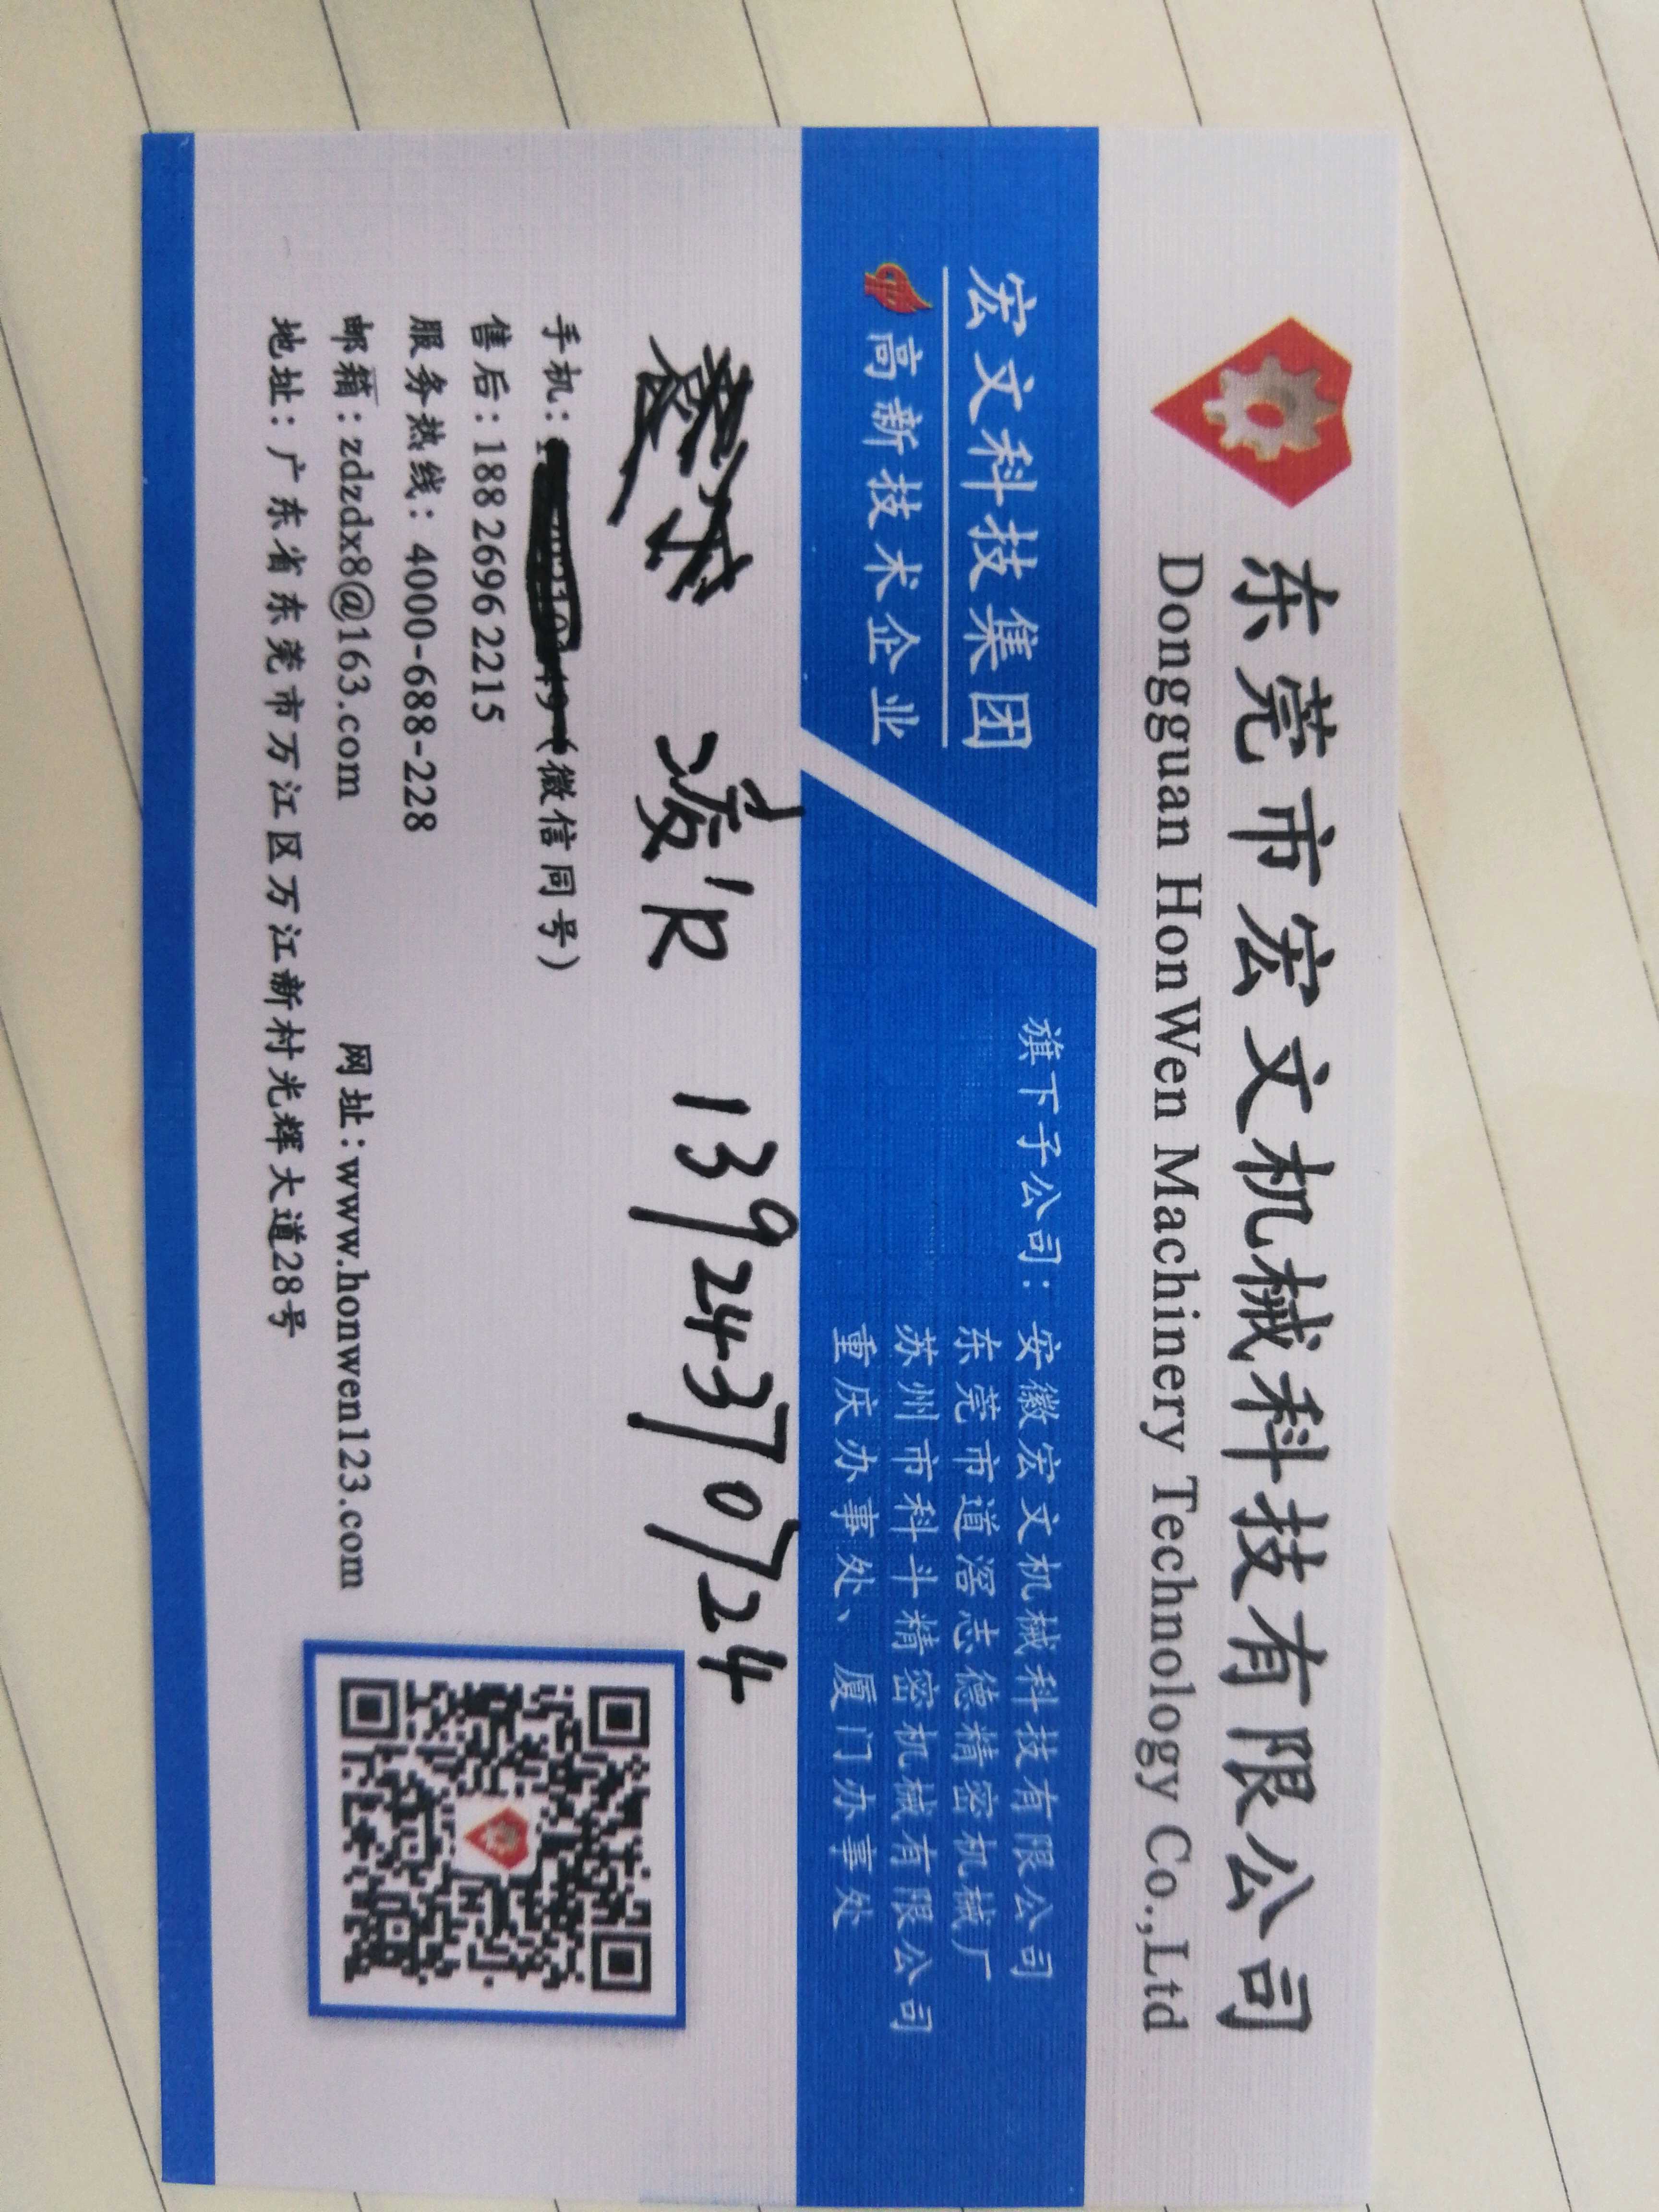 东莞市宏文机械科技有限公司
Dongguan HonWen Machinery Technology Co.,Ltd
宏文科技集团
高新技术企业
旗下子公司：安徽宏文机械科技有限公司
东莞市道滘志德精密机械厂
苏州市科斗精密机械有限公司
重庆办事处、厦门办事处
13924370724
手机：（微信同号）
售后：188 2696 2215
服务热线：4000-688-228
邮箱：zdzdx8@163.com 网址：www.honwen123.com
地址：广东省东莞市万江区万江新村光辉大道28号